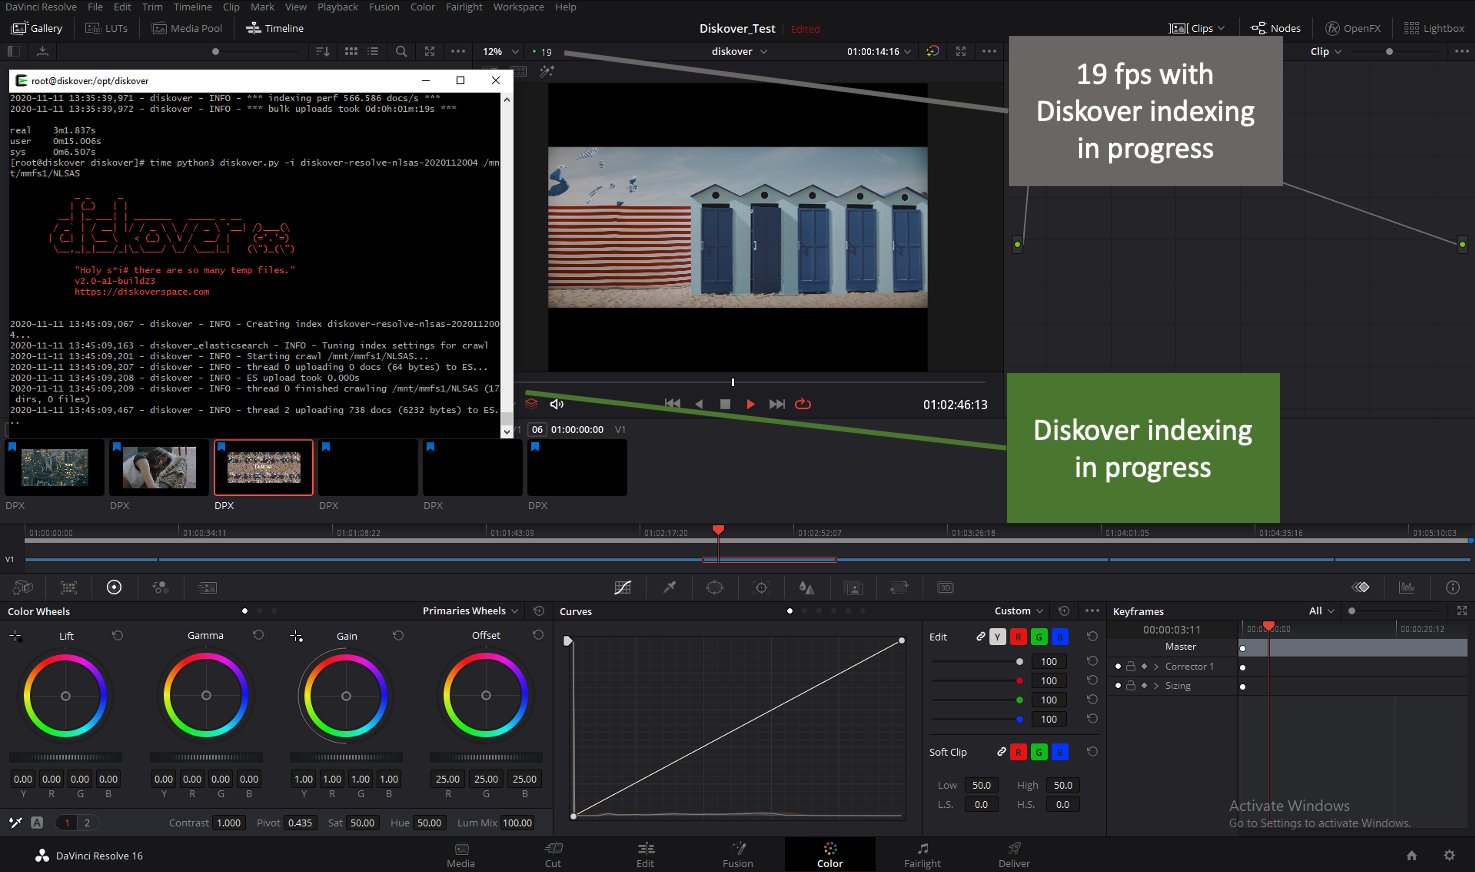 DaVinci Resolve File Edit Trim Timeline Clip Mark View Playback Fusion Color Fairlight Workspace Help
Gallery LUTs Media Pool Timeline
Diskover_Test Edited
Clips Nodes OpenFX Lightbox
12% 19 diskover 01:00:14:16 Clip
root@diskover:/opt/diskover
2020-11-11 13:35:39,971 - diskover - INFO - *** indexing perf 566.586 docs/s ***
2020-11-11 13:35:39,972 - diskover - INFO - *** bulk uploads took 0d:0h:01m:19s ***
real 3m1.837s
user 0m15.006s
sys 0m6.507s
[root@diskover diskover]# time python3 diskover.py -i diskover-resolve-nlsas-2020112004 /mn
t/mmfs1/NLSAS
diskover
"Holy s*i# there are so many temp files."
v2.0-a1-build23
https://diskoverspace.com
2020-11-11 13:45:09,067 - diskover - INFO - Creating index diskover-resolve-nlsas-202011200
4...
2020-11-11 13:45:09,163 - diskover_elasticsearch - INFO - Tuning index settings for crawl
2020-11-11 13:45:09,201 - diskover - INFO - Starting crawl /mnt/mmfs1/NLSAS...
2020-11-11 13:45:09,207 - diskover - INFO - thread 0 uploading 0 docs (64 bytes) to ES...
2020-11-11 13:45:09,208 - diskover - INFO - ES upload took 0.000s
2020-11-11 13:45:09,209 - diskover - INFO - thread 0 finished crawling /mnt/mmfs1/NLSAS (17
dirs, 0 files)
2020-11-11 13:45:09,467 - diskover - INFO - thread 2 uploading 738 docs (6232 bytes) to ES.
..
19 fps with
Diskover indexing
in progress
01:02:46:13
Diskover indexing
in progress
V1 06 01:00:00:00 V1
DPX DPX DPX DPX DPX DPX
01:00:00:00 01:00:34:11 01:01:08:22 01:01:43:09 01:02:17:20 01:02:52:07 01:03:26:18 01:04:01:05 01:04:35:16 01:05:10:03
V1
3D
Color Wheels Primaries Wheels
Lift Gamma Gain Offset
0.00 0.00 0.00 0.00 0.00 0.00 0.00 0.00 1.00 1.00 1.00 1.00 25.00 25.00 25.00
Y R G B Y R G B Y R G B R G B
A 1 2 Contrast 1.000 Pivot 0.435 Sat 50.00 Hue 50.00 Lum Mix 100.00
Curves Custom
Edit Y R G B
100
100
100
100
Soft Clip R G B
Low 50.0 High 50.0
L.S. 0.0 H.S. 0.0
Keyframes All
00:00:03:11 00:00:20:12
Master
Corrector 1
Sizing
Activate Windows
Go to Settings to activate Windows.
DaVinci Resolve 16
Media Cut Edit Fusion Color Fairlight Deliver